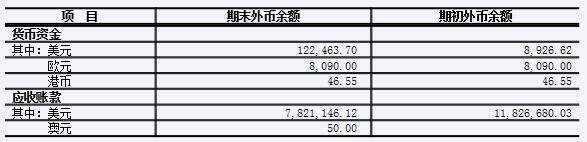 项 目 期末外币余额 期初外币余额
货币资金
其中：美元 122,463.70 8,926.62
欧元 8,090.00 8,090.00
港币 46.55 46.55
应收账款
其中：美元 7,821,146.12 11,826,680.03
澳元 50.00